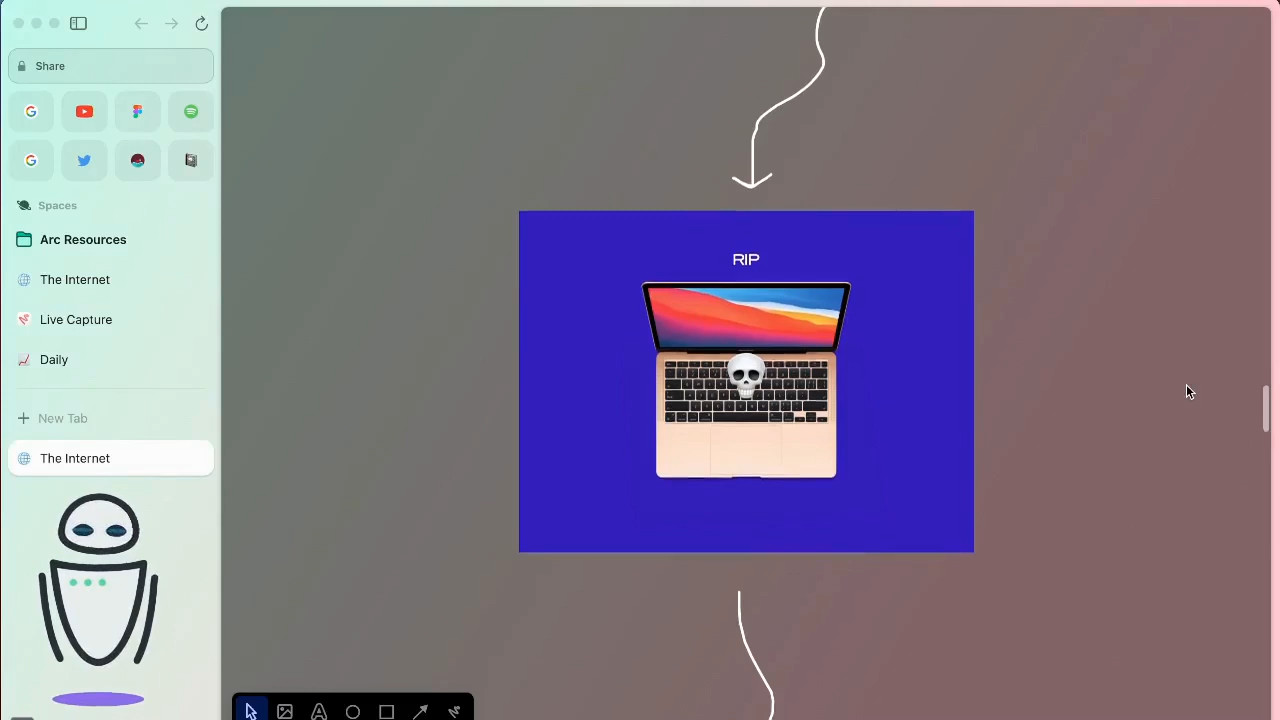 Share
Spaces
Arc Resources
The Internet
Live Capture
Daily
New Tab
The Internet
RIP